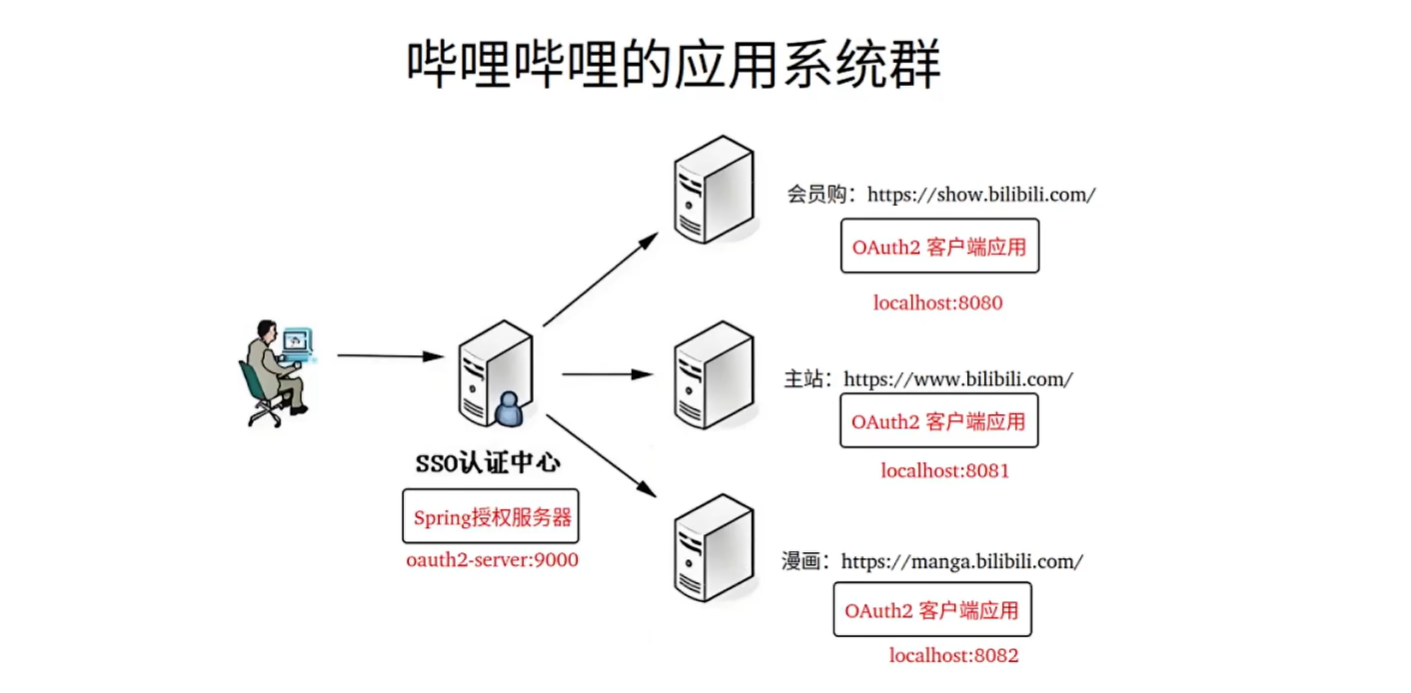 哔哩哔哩的应用系统群
会员购：https://show.bilibili.com/
OAuth2 客户端应用
localhost:8080
主站：https://www.bilibili.com/
OAuth2 客户端应用
localhost:8081
SSO认证中心
Spring授权服务器
oauth2-server:9000
漫画：https://manga.bilibili.com/
OAuth2 客户端应用
localhost:8082